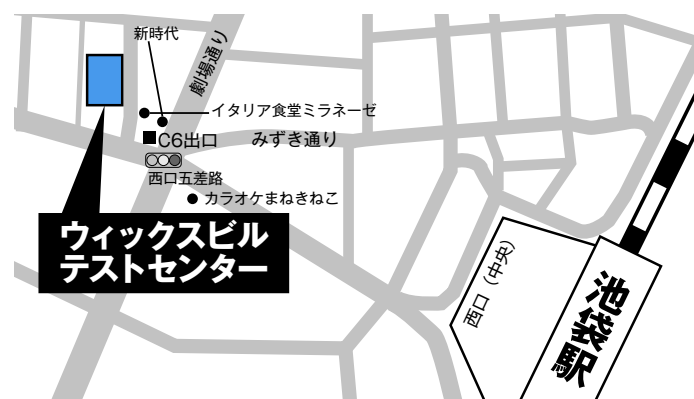 新時代
劇場通り
イタリア食堂ミラネーゼ
C6出口
みずき通り
西口五差路
カラオケまねきねこ
ウィックスビル
テストセンター
西口（中央）
池袋駅